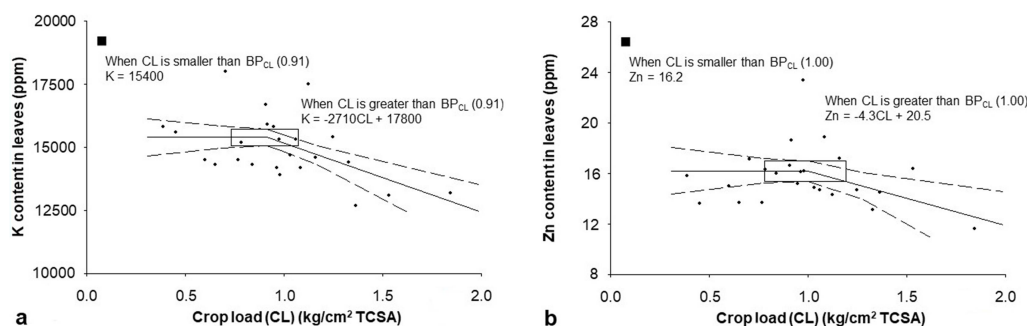 20000
17500
15000
12500
10000
K content in leaves (ppm)
When CL is smaller than BPCL (0.91)
K = 15400
When CL is greater than BPCL (0.91)
K = -2710CL + 17800
0.0
0.5
1.0
1.5
2.0
Crop load (CL) (kg/cm² TCSA)
a
28
24
20
16
12
8
Zn content in leaves (ppm)
When CL is smaller than BPCL (1.00)
Zn = 16.2
When CL is greater than BPCL (1.00)
Zn = -4.3CL + 20.5
0.0
0.5
1.0
1.5
2.0
Crop load (CL) (kg/cm² TCSA)
b